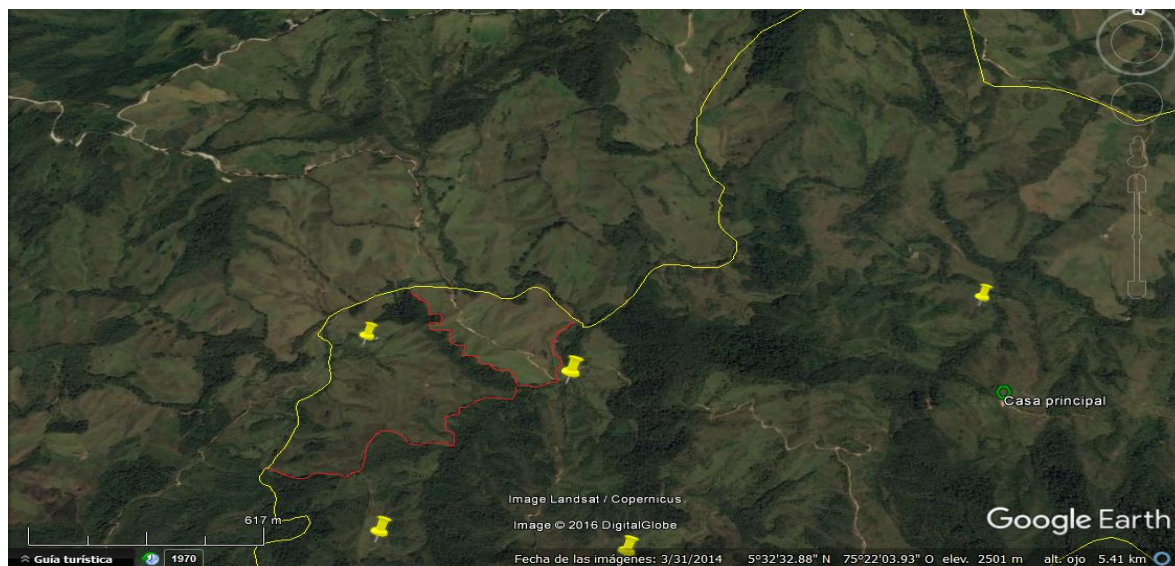 N
Casa principal
Image Landsat / Copernicus
Image © 2016 DigitalGlobe
Google Earth
617 m
Guía turística
1970
Fecha de las imágenes: 3/31/2014 5°32'32.88" N 75°22'03.93" O elev. 2501 m alt. ojo 5.41 km